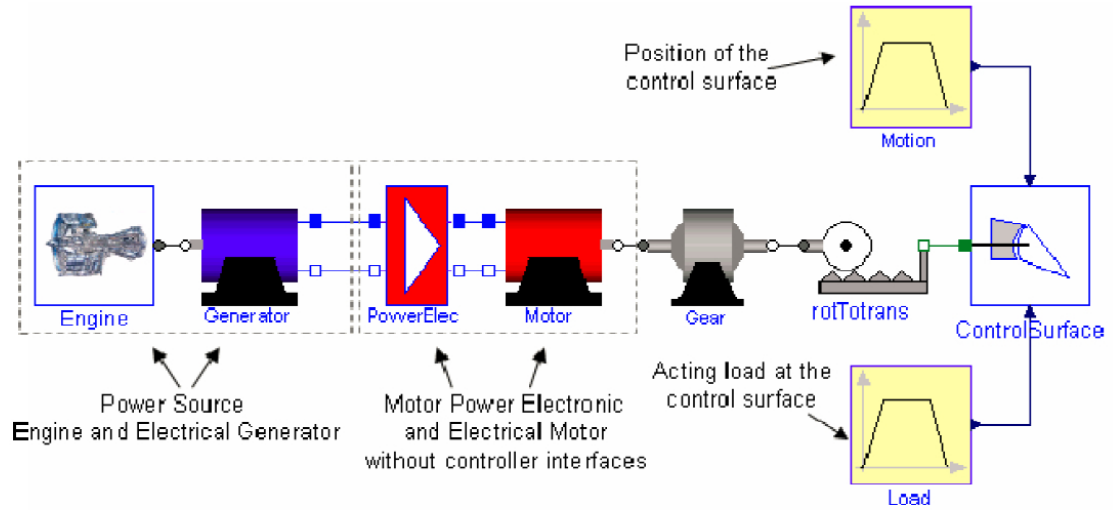 Position of the
control surface
Motion
Engine
Generator
PowerElec
Motor
Gear
rotTotrans
ControlSurface
Power Source
Engine and Electrical Generator
Motor Power Electronic
and Electrical Motor
without controller interfaces
Acting load at the
control surface
Load